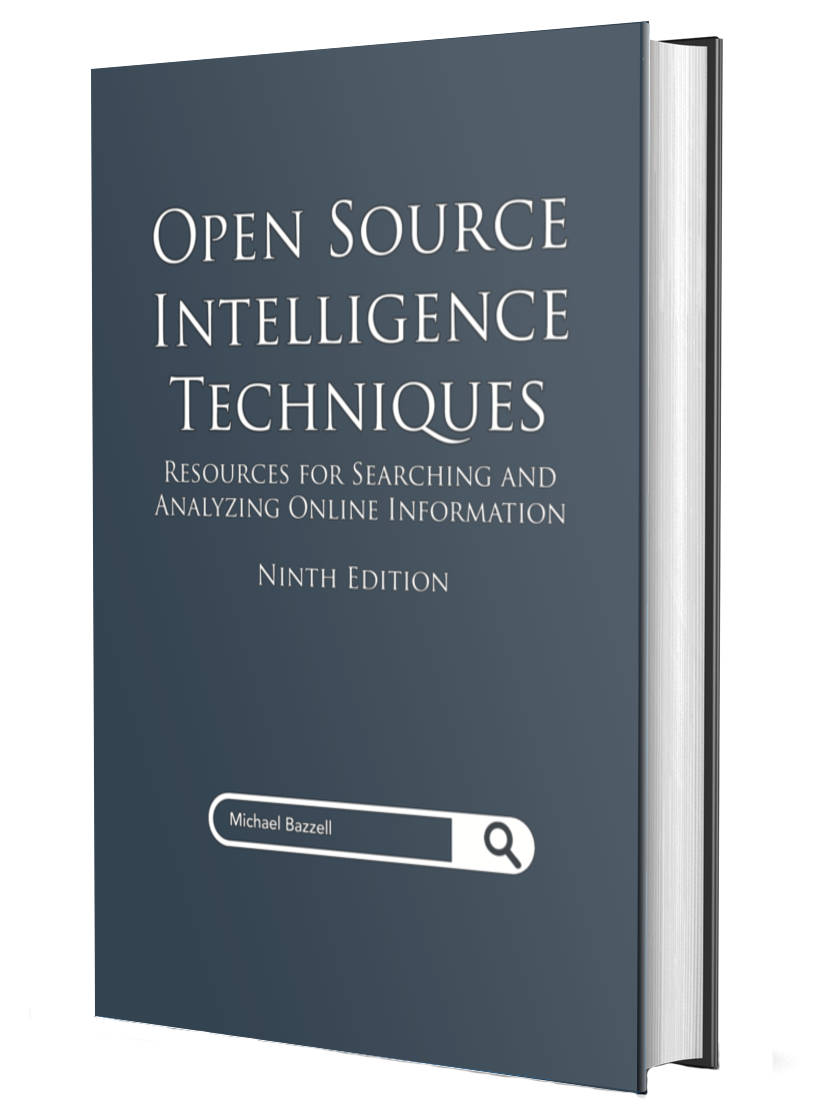 OPEN SOURCE
INTELLIGENCE
TECHNIQUES
RESOURCES FOR SEARCHING AND
ANALYZING ONLINE INFORMATION
NINTH EDITION
Michael Bazzell